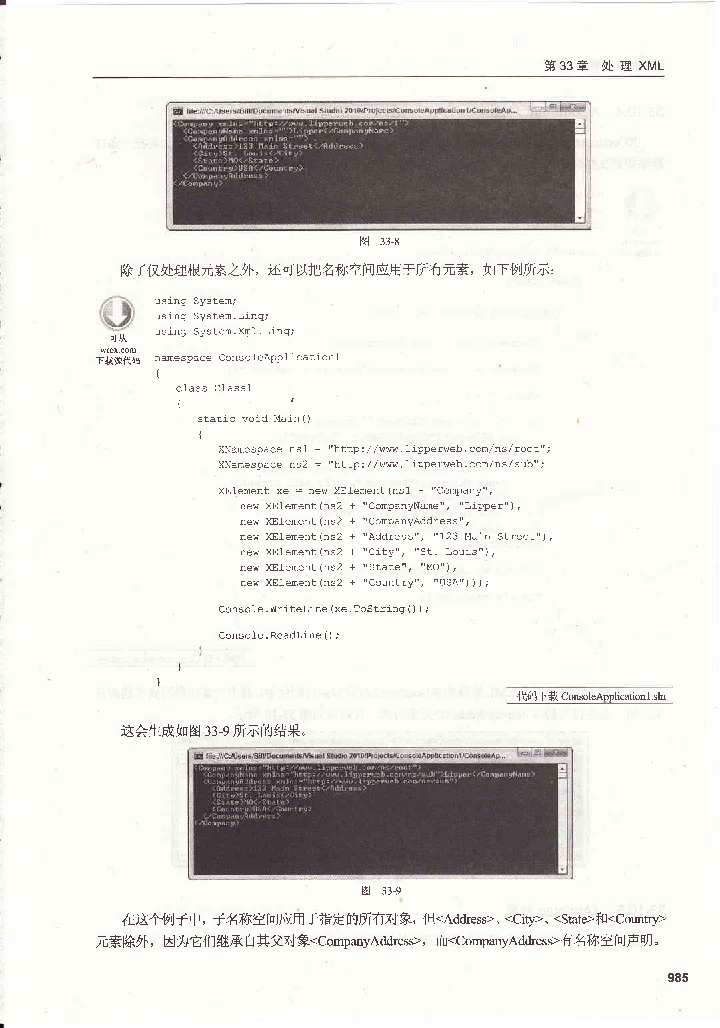 第33章 处 理 XML
file:///C:/Users/Bill/Documents/Visual Studio 2010/Projects/ConsoleApplication1/ConsoleAp...
<Company xmlns="http://www.lipperweb.com/ns/1">
<CompanyName xmlns="">Lipper</CompanyName>
<CompanyAddress xmlns="">
<Address>123 Main Street</Address>
<City>St. Louis</City>
<State>MO</State>
<Country>USA</Country>
</CompanyAddress>
</Company>
图 33-8
除了仅处理根元素之外，还可以把名称空间应用于所有元素，如下例所示：
可从
wrox.com
下载源代码
using System;
using System.Linq;
using System.Xml.Linq;
namespace ConsoleApplication1
{
class Class1
{
static void Main()
{
XNamespace ns1 = "http://www.lipperweb.com/ns/root";
XNamespace ns2 = "http://www.lipperweb.com/ns/sub";
XElement xe = new XElement(ns1 + "Company",
new XElement(ns2 + "CompanyName", "Lipper"),
new XElement(ns2 + "CompanyAddress",
new XElement(ns2 + "Address", "123 Main Street"),
new XElement(ns2 + "City", "St. Louis"),
new XElement(ns2 + "State", "MO"),
new XElement(ns2 + "Country", "USA")));
Console.WriteLine(xe.ToString());
Console.ReadLine();
}
}
}
代码下载 ConsoleApplication1.sln
这会生成如图 33-9 所示的结果。
file:///C:/Users/Bill/Documents/Visual Studio 2010/Projects/ConsoleApplication1/ConsoleAp...
<Company xmlns="http://www.lipperweb.com/ns/root">
<CompanyName xmlns="http://www.lipperweb.com/ns/sub">Lipper</CompanyName>
<CompanyAddress xmlns="http://www.lipperweb.com/ns/sub">
<Address>123 Main Street</Address>
<City>St. Louis</City>
<State>MO</State>
<Country>USA</Country>
</CompanyAddress>
</Company>
图 33-9
在这个例子中，子名称空间应用于指定的所有对象，但<Address>、<City>、<State>和<Country>
元素除外，因为它们继承自其父对象<CompanyAddress>，而<CompanyAddress>有名称空间声明。
985